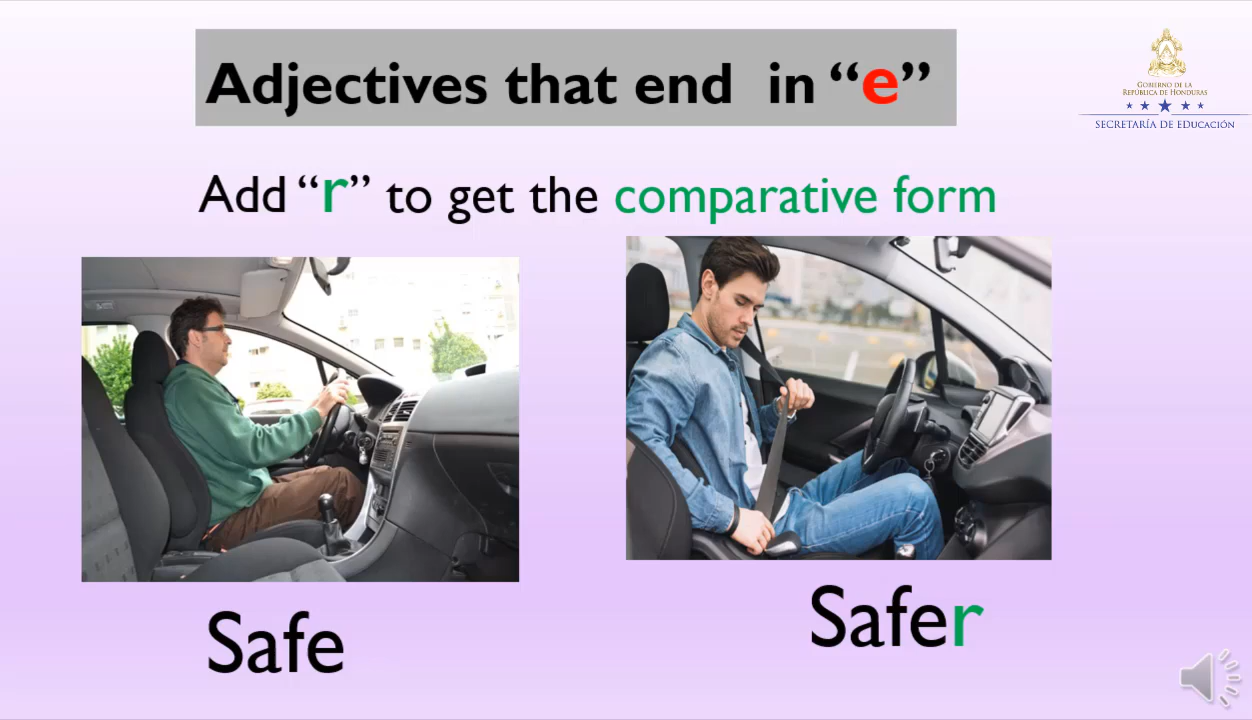 Adjectives that end in “e”
GOBIERNO DE LA
REPÚBLICA DE HONDURAS
SECRETARÍA DE EDUCACIÓN
Add “r” to get the comparative form
Safe
Safer